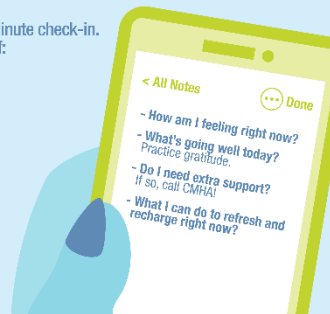 inute check-in.
f:
< All Notes
Done
- How am I feeling right now?
- What's going well today?
Practice gratitude.
- Do I need extra support?
If so, call CMHA!
- What I can do to refresh and
recharge right now?